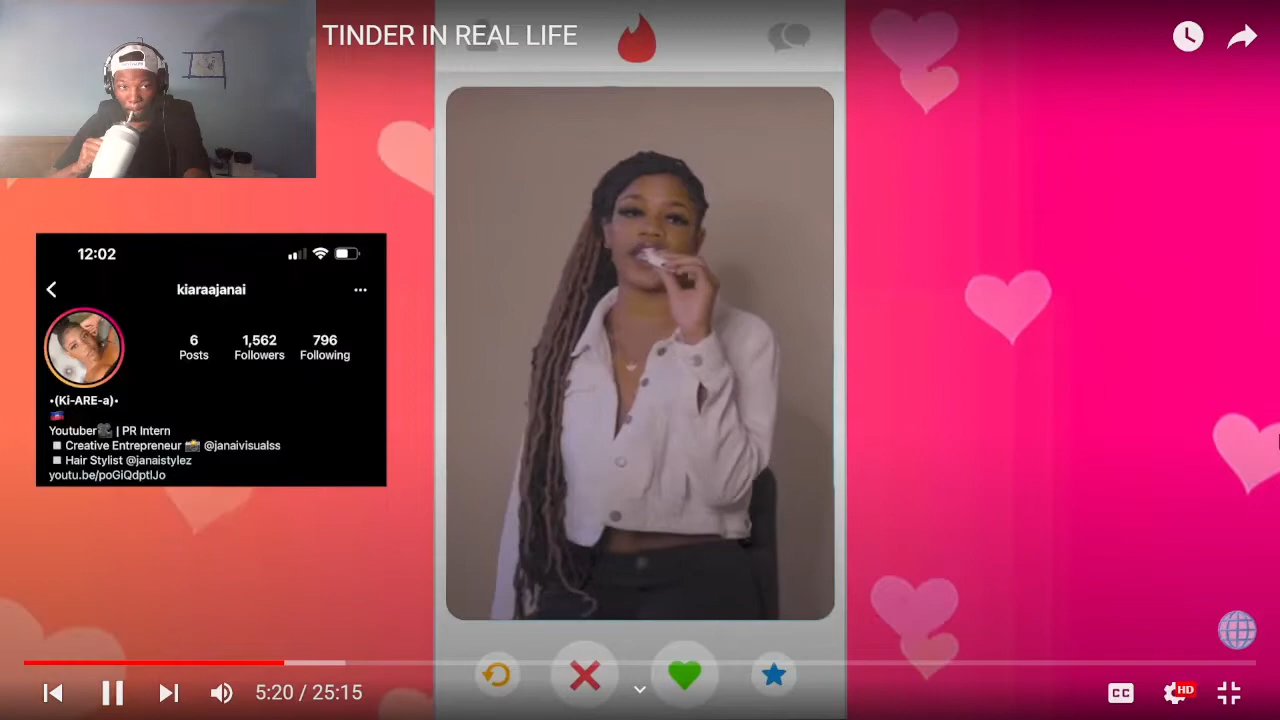 TINDER IN REAL LIFE
12:02
kiaraajanai
6 1,562 796
Posts Followers Following
•(Ki-ARE-a)•
🇭🇹
Youtuber🎥 | PR Intern
◽Creative Entrepreneur 📸 @janaivisualss
◽Hair Stylist @janaistylez
youtu.be/poGiQdptlJo
5:20 / 25:15
CC
HD